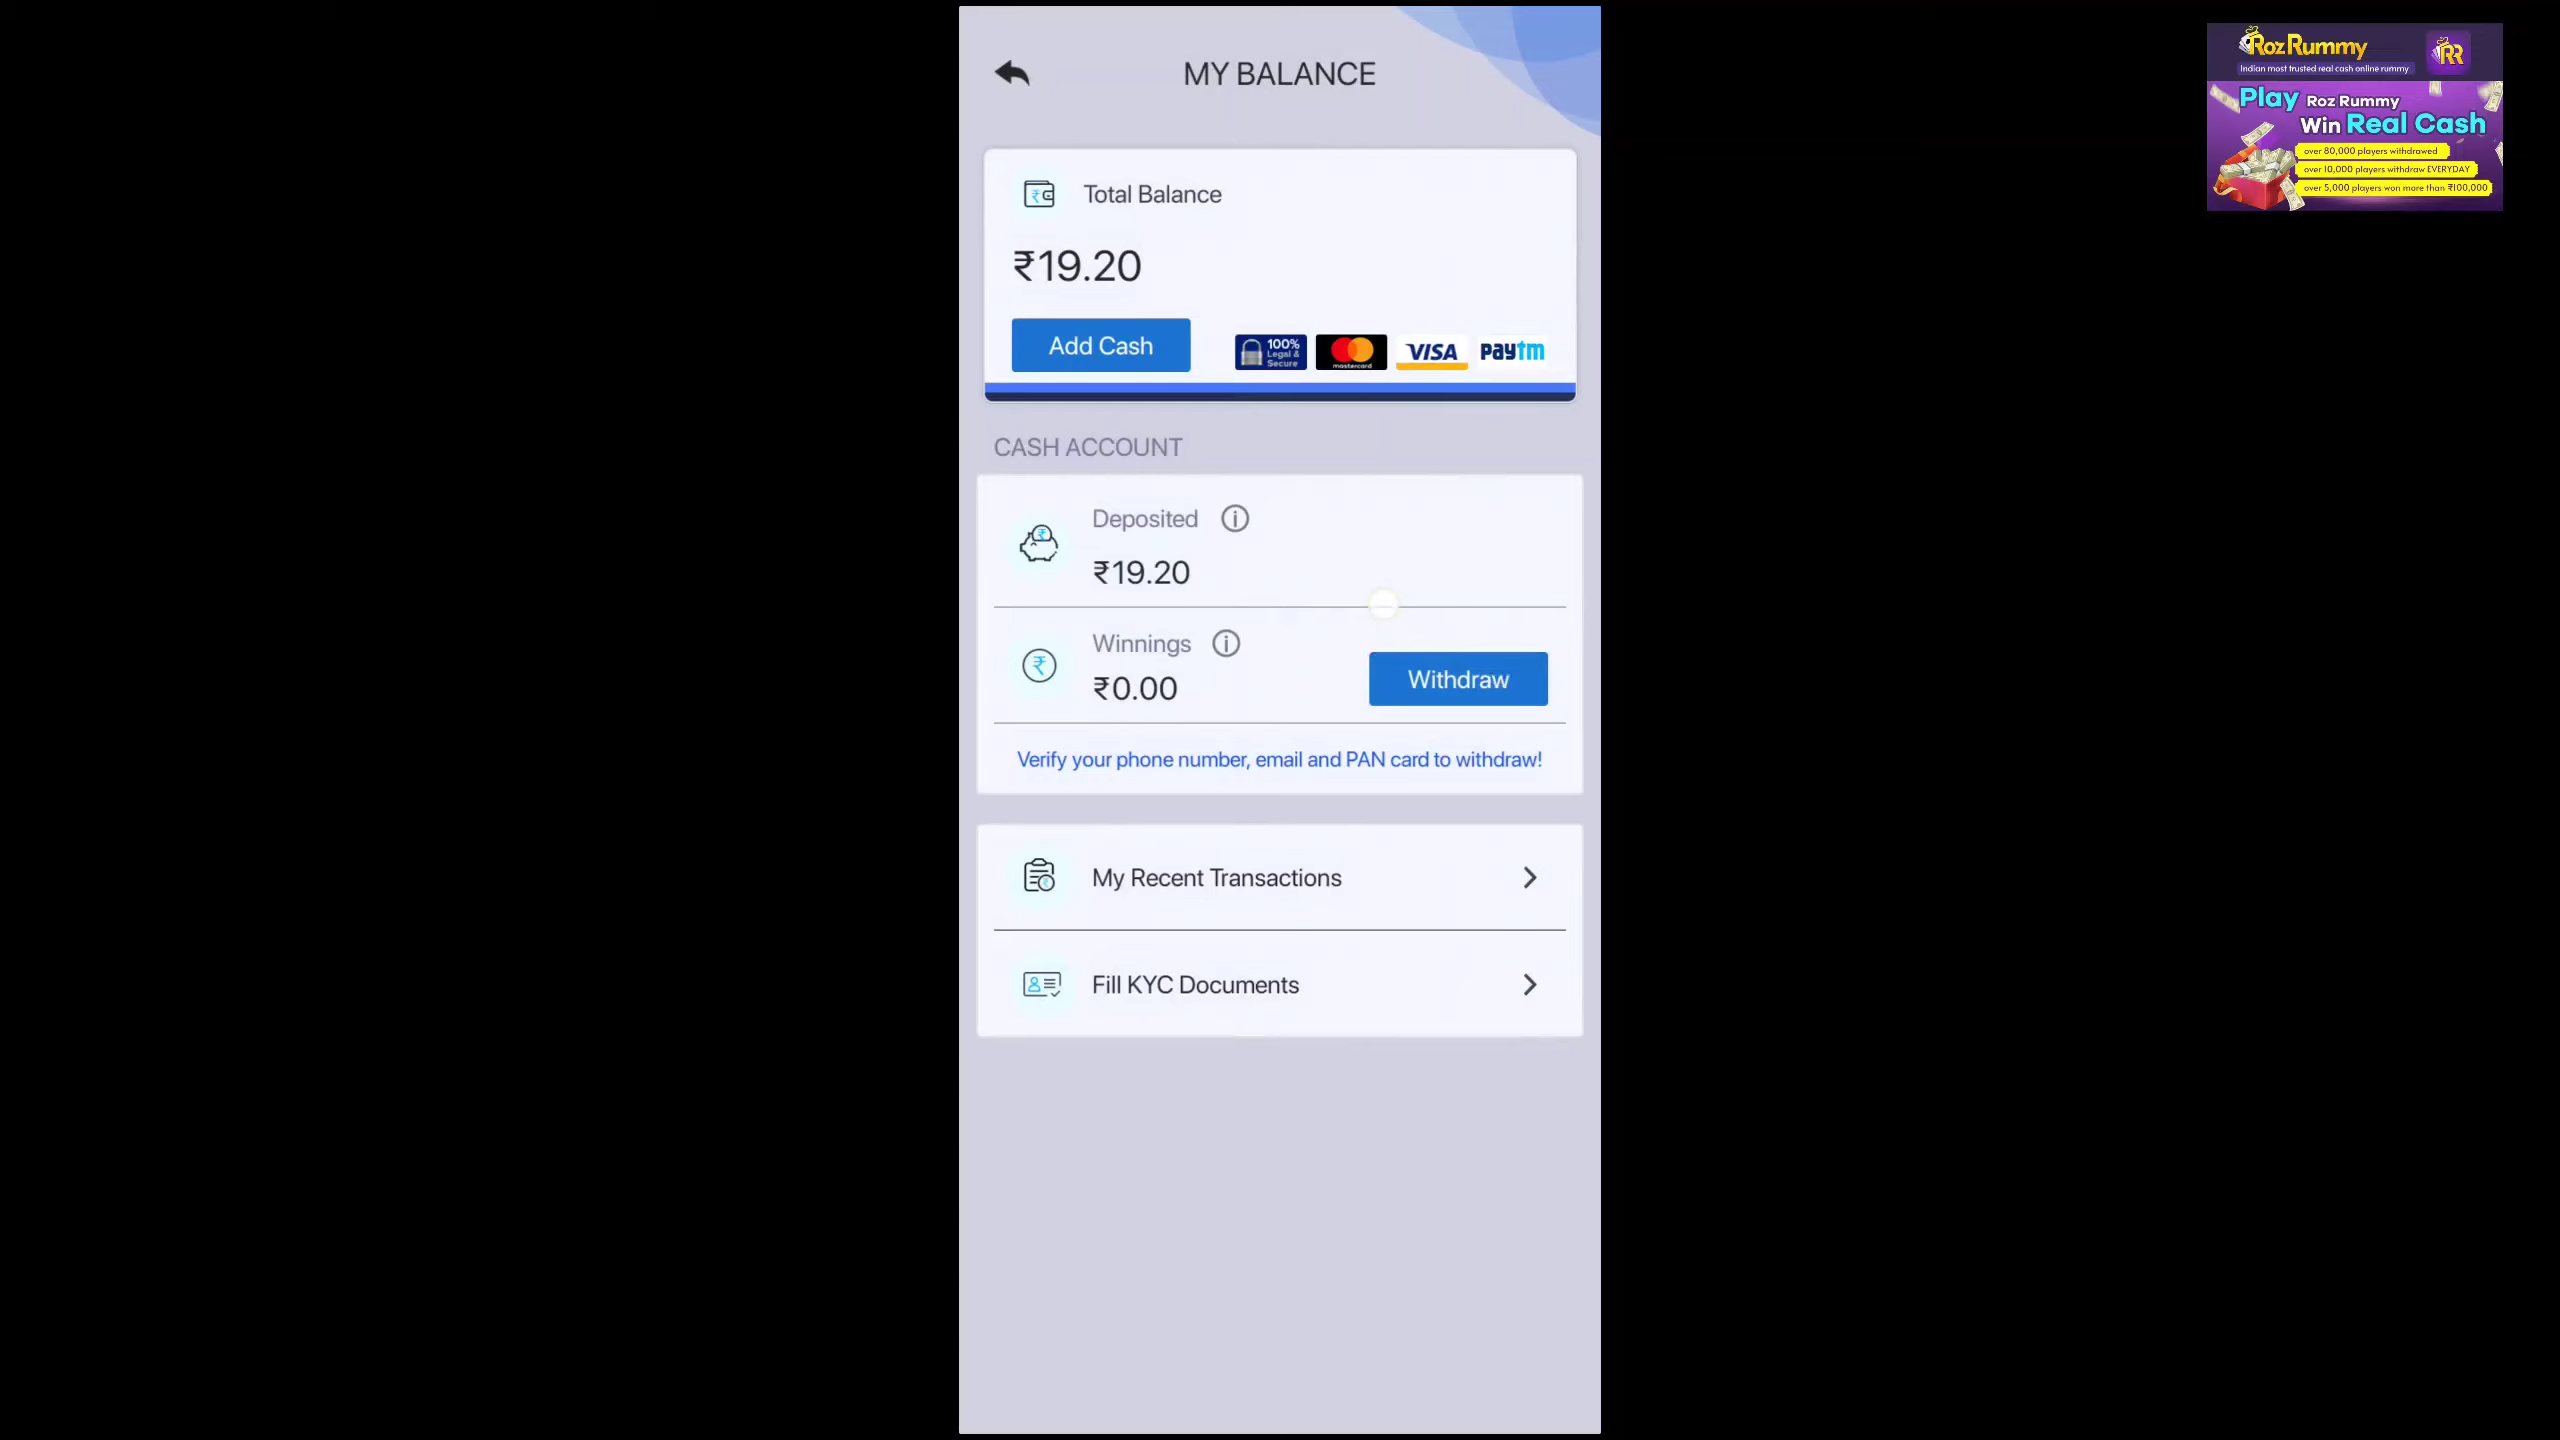 MY BALANCE
Total Balance
₹19.20
Add Cash
100%
Legal &
Secure
mastercard
VISA
paytm
CASH ACCOUNT
Deposited
₹19.20
Winnings
₹0.00
Withdraw
Verify your phone number, email and PAN card to withdraw!
My Recent Transactions
Fill KYC Documents
RozRummy
RR
Indian most trusted real cash online rummy
Play Roz Rummy
Win Real Cash
over 80,000 players withdrawed
over 10,000 players withdraw EVERYDAY
over 5,000 players won more than ₹100,000